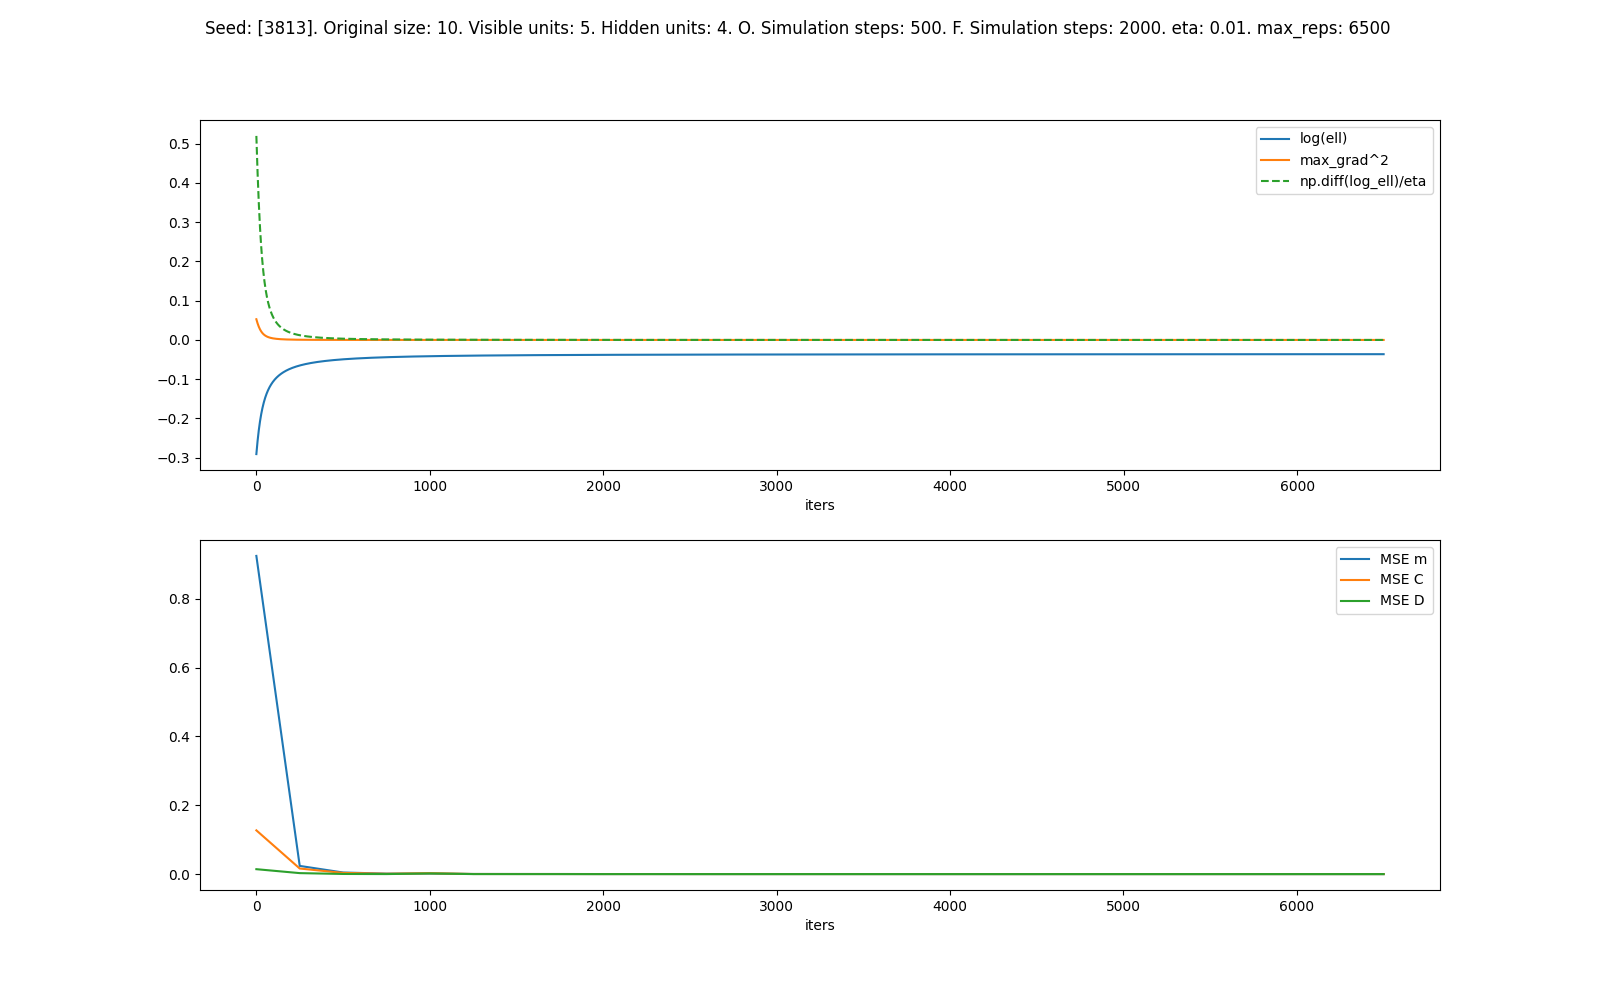 Seed: [3813]. Original size: 10. Visible units: 5. Hidden units: 4. O. Simulation steps: 500. F. Simulation steps: 2000. eta: 0.01. max_reps: 6500
log(ell)
max_grad^2
np.diff(log_ell)/eta
0.5
0.4
0.3
0.2
0.1
0.0
−0.1
−0.2
−0.3
0 1000 2000 3000 4000 5000 6000
iters
MSE m
MSE C
MSE D
0.8
0.6
0.4
0.2
0.0
0 1000 2000 3000 4000 5000 6000
iters